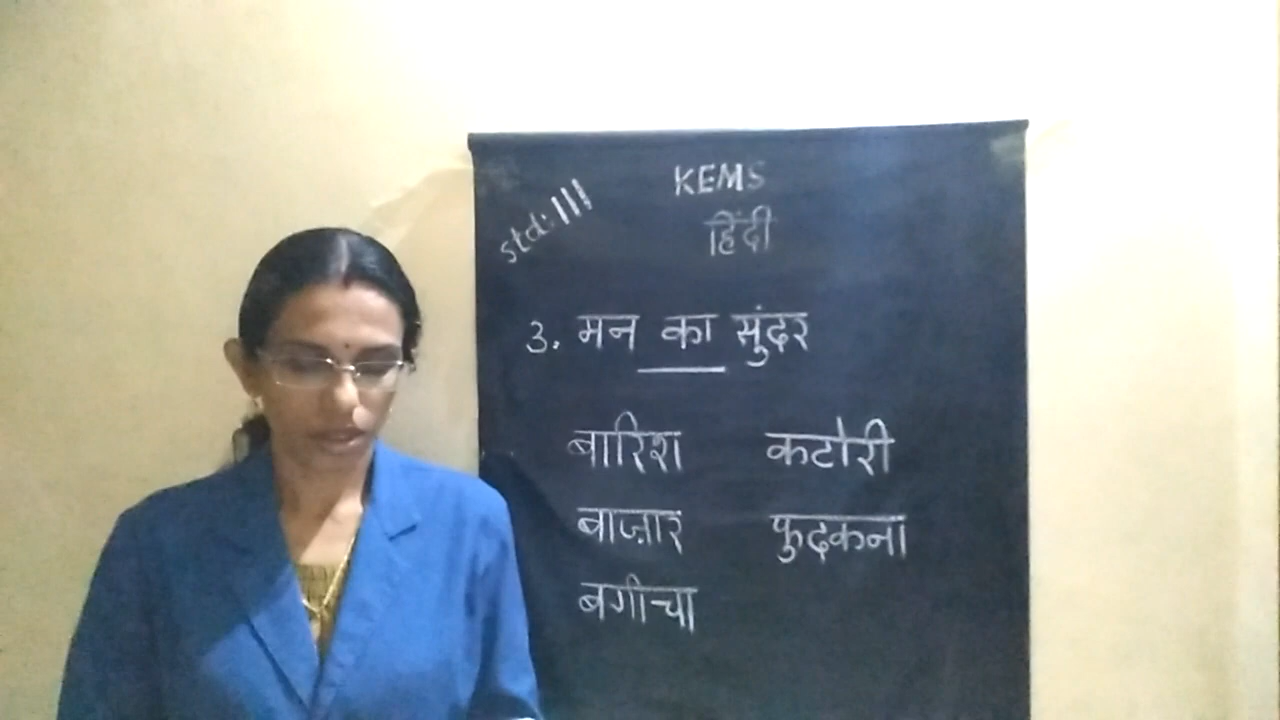 KEMS
std: III
हिंदी
3. मन का सुंदर
बारिश कटोरी
बाज़ार फुदकना
बगीचा